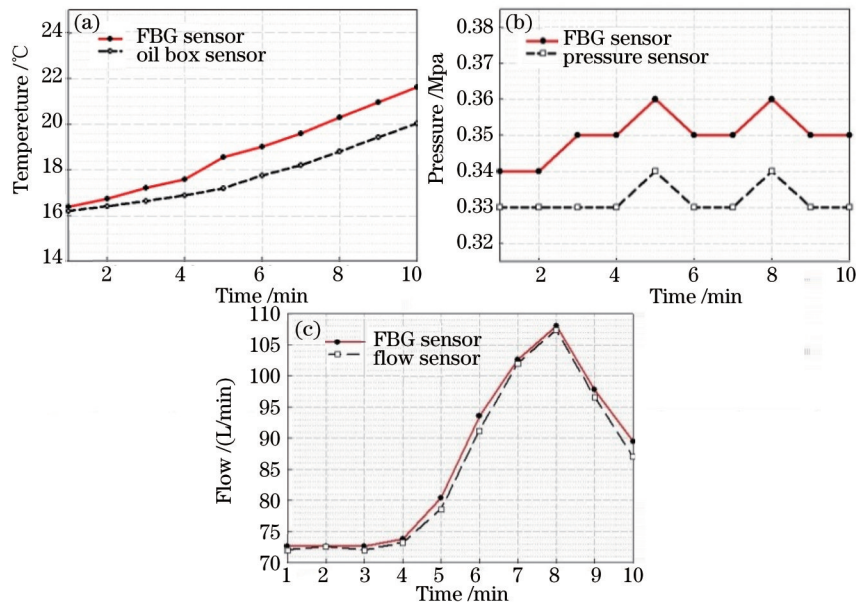 (a)
FBG sensor
oil box sensor
Tempereture /℃
24
22
20
18
16
14
2 4 6 8 10
Time /min
(b)
FBG sensor
pressure sensor
Pressure /Mpa
0.38
0.37
0.36
0.35
0.34
0.33
0.32
2 4 6 8 10
Time /min
(c)
FBG sensor
flow sensor
Flow /(L/min)
110
105
100
95
90
85
80
75
70
1 2 3 4 5 6 7 8 9 10
Time /min